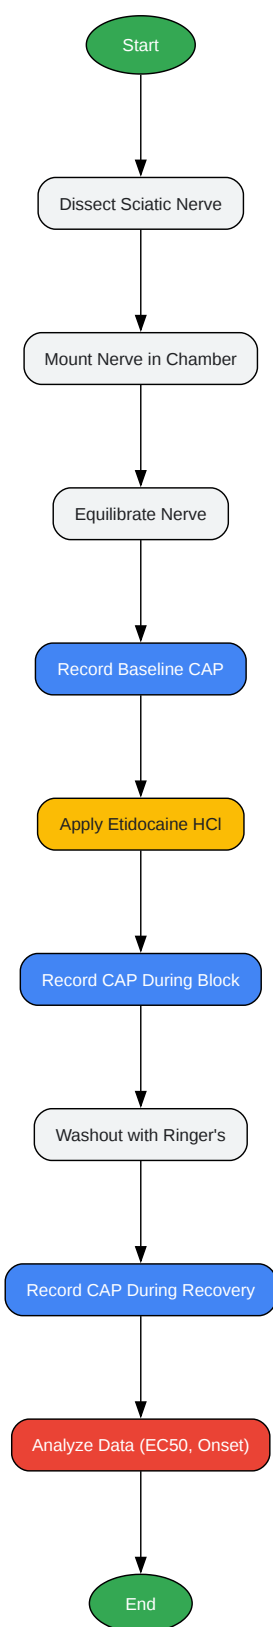 Start
Dissect Sciatic Nerve
Mount Nerve in Chamber
Equilibrate Nerve
Record Baseline CAP
Apply Etidocaine HCl
Record CAP During Block
Washout with Ringer's
Record CAP During Recovery
Analyze Data (EC50, Onset)
End